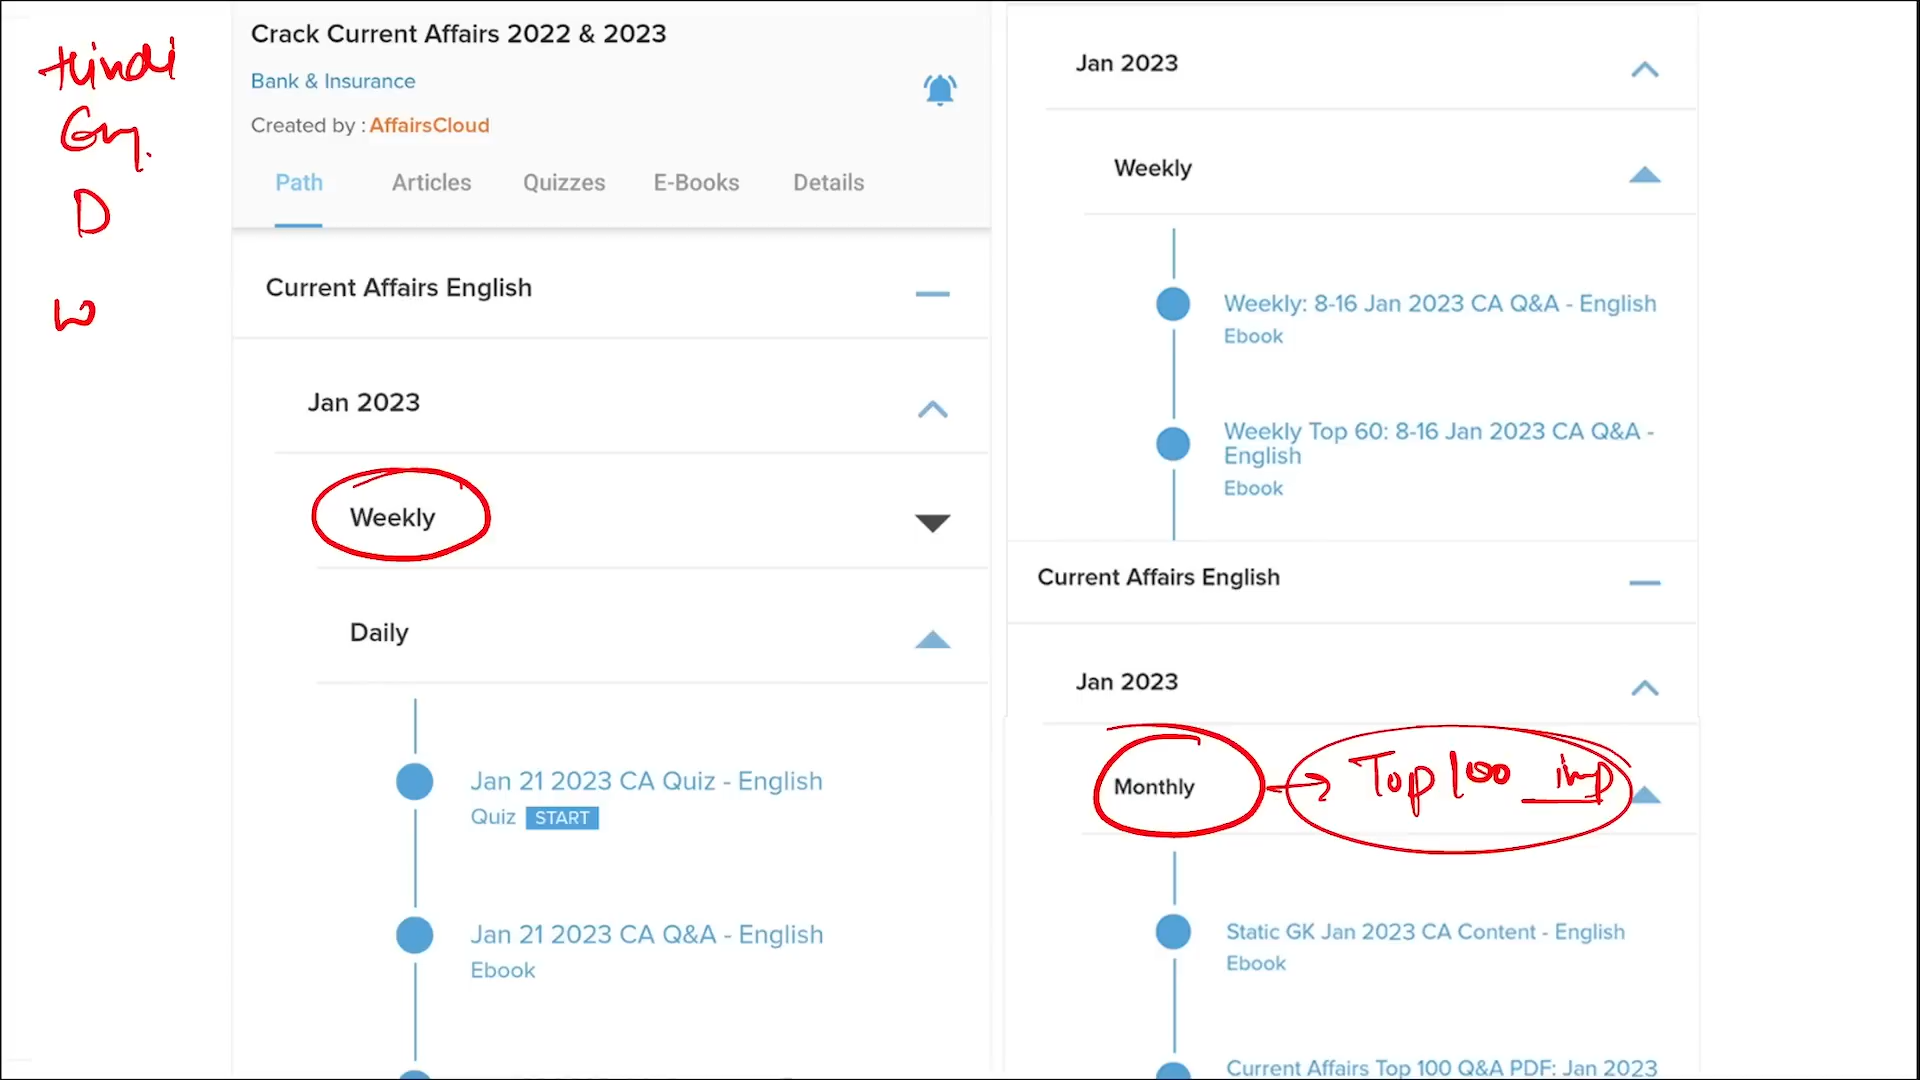 Hindi
Eng.
D
W
Crack Current Affairs 2022 & 2023
Bank & Insurance
Created by : AffairsCloud
Path Articles Quizzes E-Books Details
Current Affairs English
Jan 2023
Weekly
Daily
Jan 21 2023 CA Quiz - English
Quiz START
Jan 21 2023 CA Q&A - English
Ebook
Jan 2023
Weekly
Weekly: 8-16 Jan 2023 CA Q&A - English
Ebook
Weekly Top 60: 8-16 Jan 2023 CA Q&A -
English
Ebook
Current Affairs English
Jan 2023
Monthly → Top 100 imp
Static GK Jan 2023 CA Content - English
Ebook
Current Affairs Top 100 Q&A PDF: Jan 2023